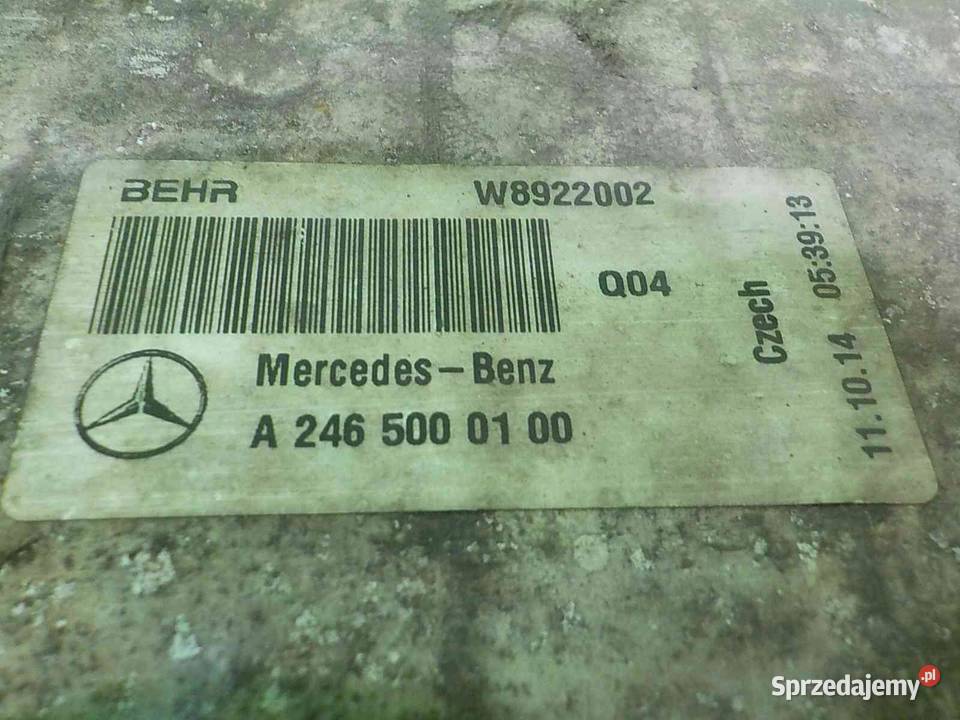 BEHR W8922002
Q04
Mercedes-Benz
A 246 500 01 00
Czech
11.10.14 05:39:13
Sprzedajemy.pl